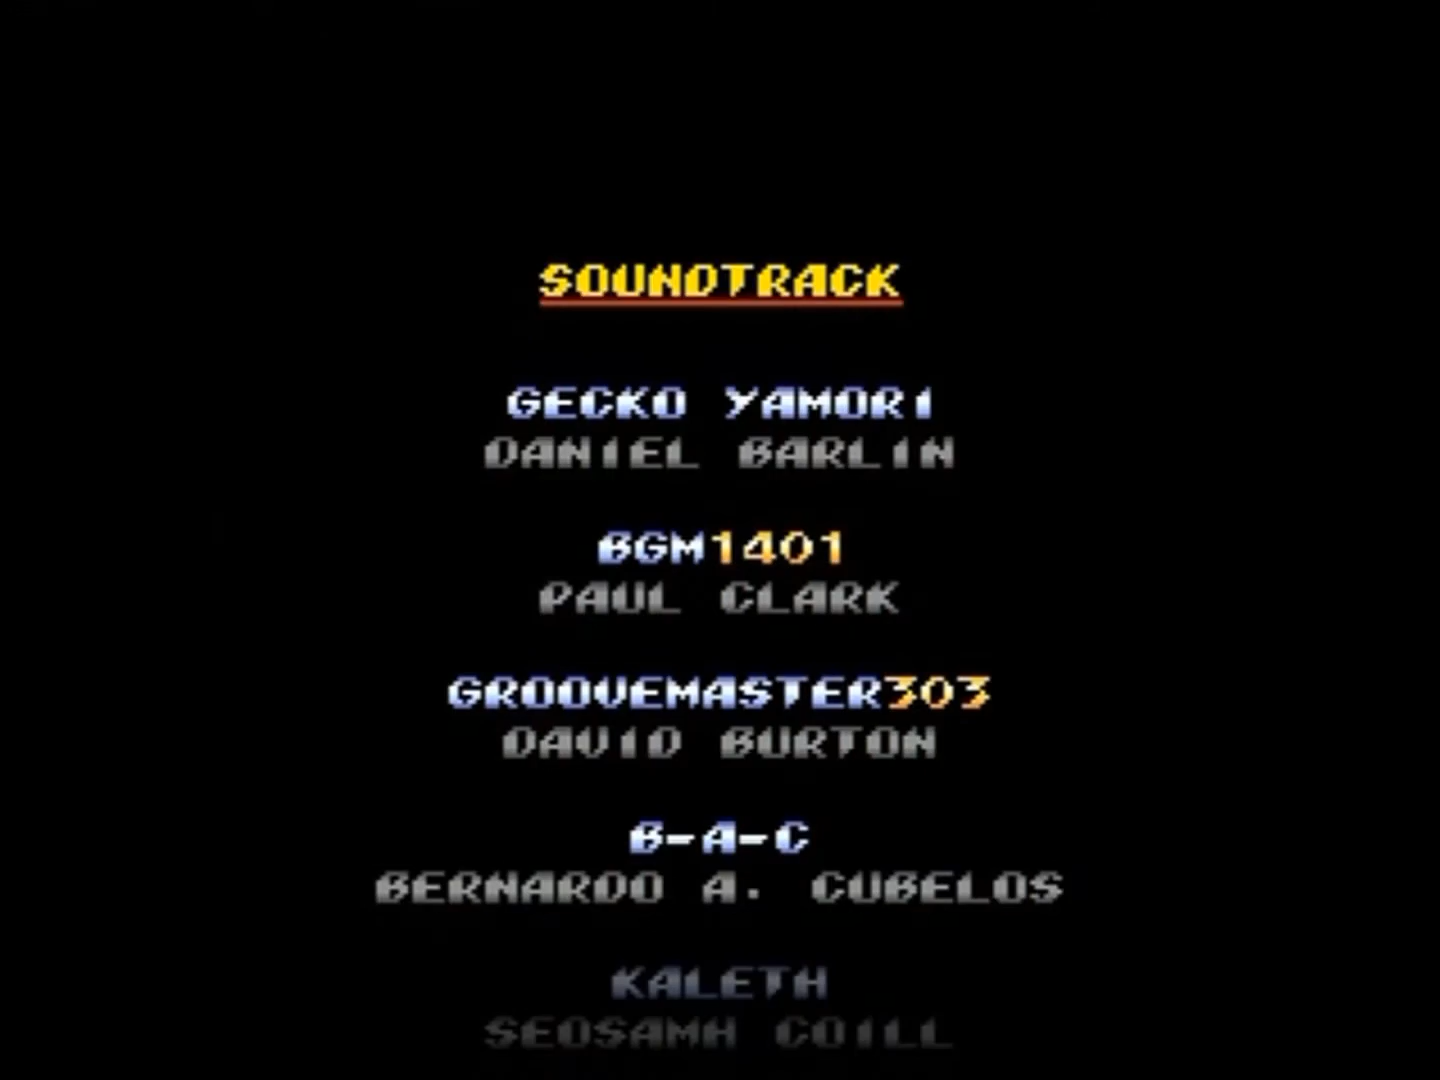 SOUNDTRACK
GECKO YAMORI
DANIEL BARLIN
BGM1401
PAUL CLARK
GROOVEMASTER303
DAVID BURTON
B-A-C
BERNARDO A. CUBELOS
KALETH
SEOSAMH COILL